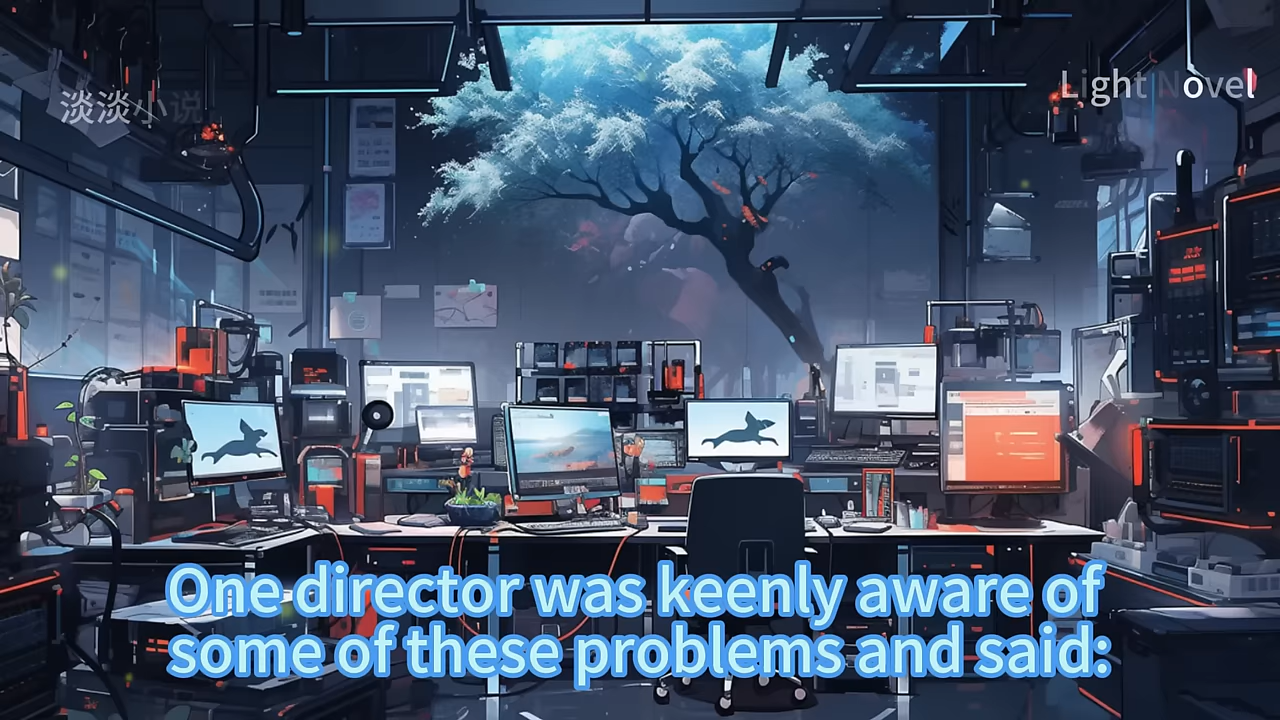 淡淡小说
Light Novel
One director was keenly aware of
some of these problems and said: